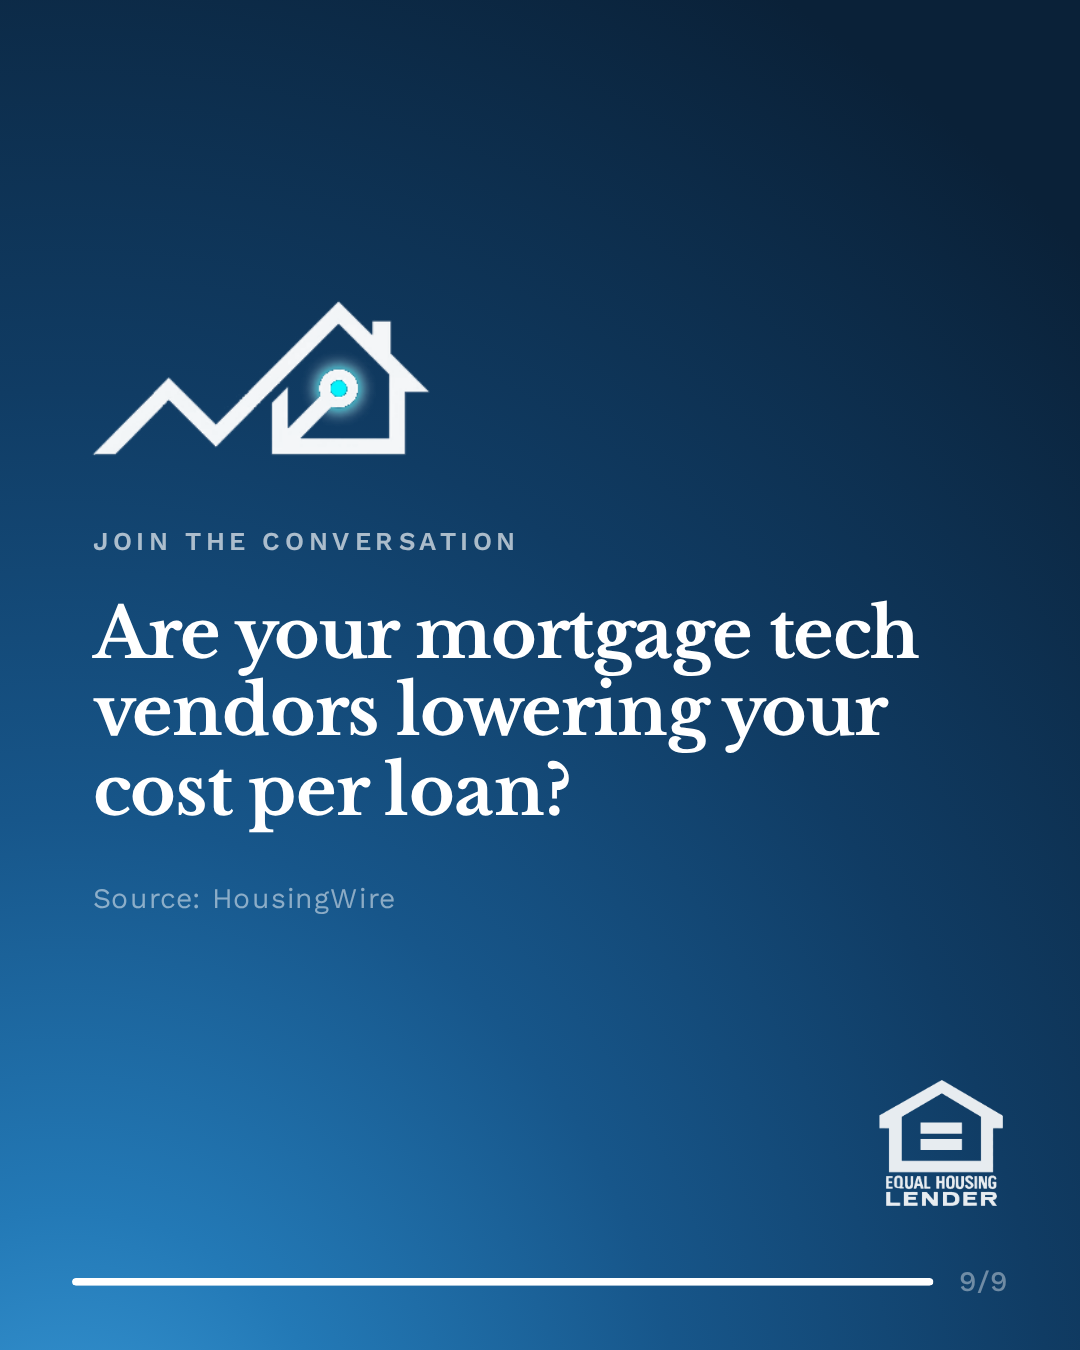 JOIN THE CONVERSATION
Are your mortgage tech
vendors lowering your
cost per loan?
Source: HousingWire
EQUAL HOUSING
LENDER
9/9